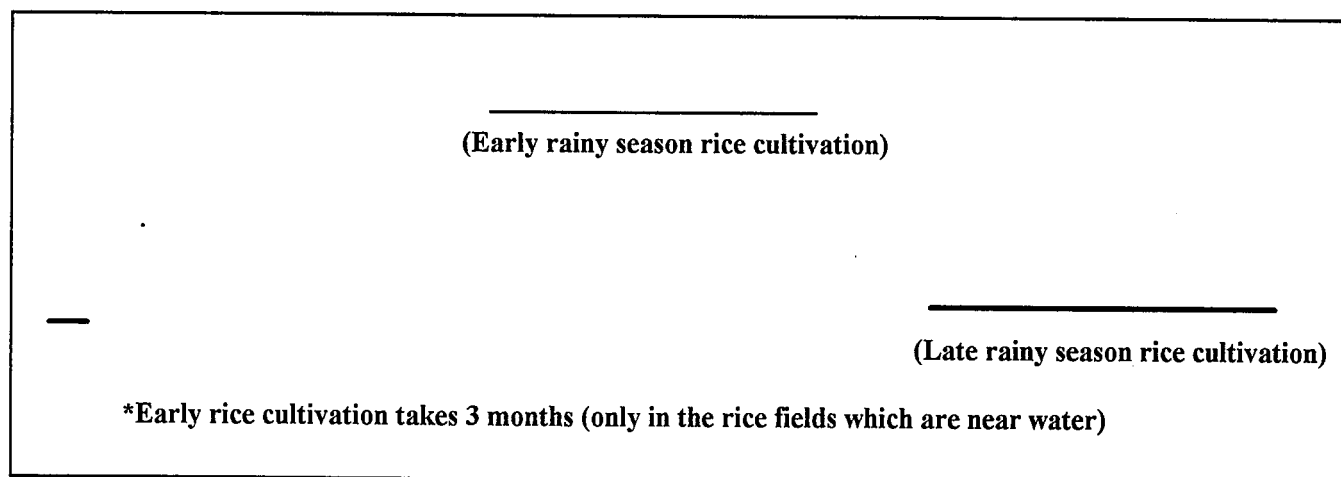 (Early rainy season rice cultivation)
(Late rainy season rice cultivation)
*Early rice cultivation takes 3 months (only in the rice fields which are near water)